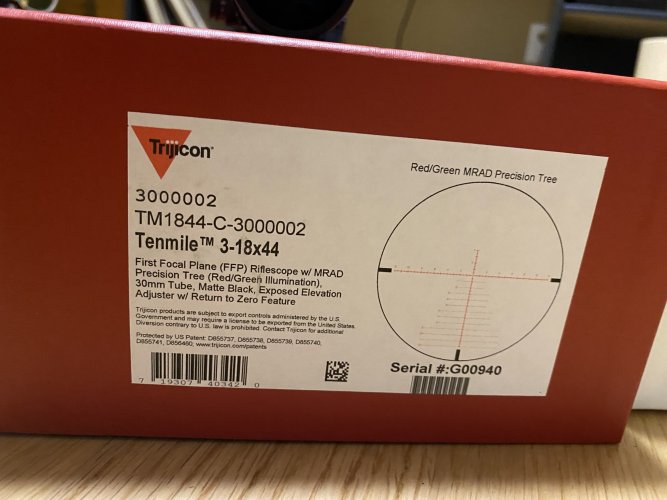 Trijicon®
3000002
TM1844-C-3000002
Tenmile™ 3-18x44
First Focal Plane (FFP) Riflescope w/ MRAD
Precision Tree (Red/Green Illumination),
30mm Tube, Matte Black, Exposed Elevation
Adjuster w/ Return to Zero Feature
Trijicon products are subject to export controls administered by the U.S.
Government and may require a license to be exported from the United States.
Diversion contrary to U.S. law is prohibited. Contact Trijicon for additional
Protected by US Patent: D855737, D855738, D855739, D855740,
D855741, D856460; www.trijicon.com/patents
7 19307 40342 0
Red/Green MRAD Precision Tree
Serial #:G00940